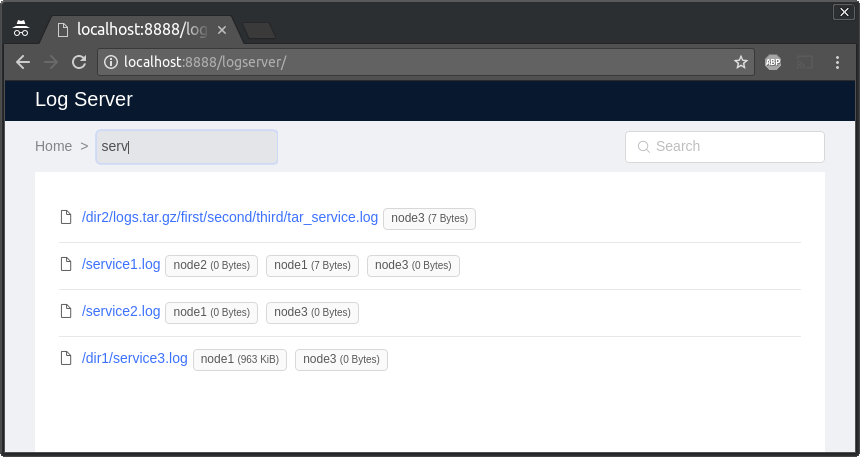 localhost:8888/log
localhost:8888/logserver/
ABP
Log Server
Home > serv
Search
/dir2/logs.tar.gz/first/second/third/tar_service.log node3 (7 Bytes)
/service1.log node2 (0 Bytes) node1 (7 Bytes) node3 (0 Bytes)
/service2.log node1 (0 Bytes) node3 (0 Bytes)
/dir1/service3.log node1 (963 KiB) node3 (0 Bytes)